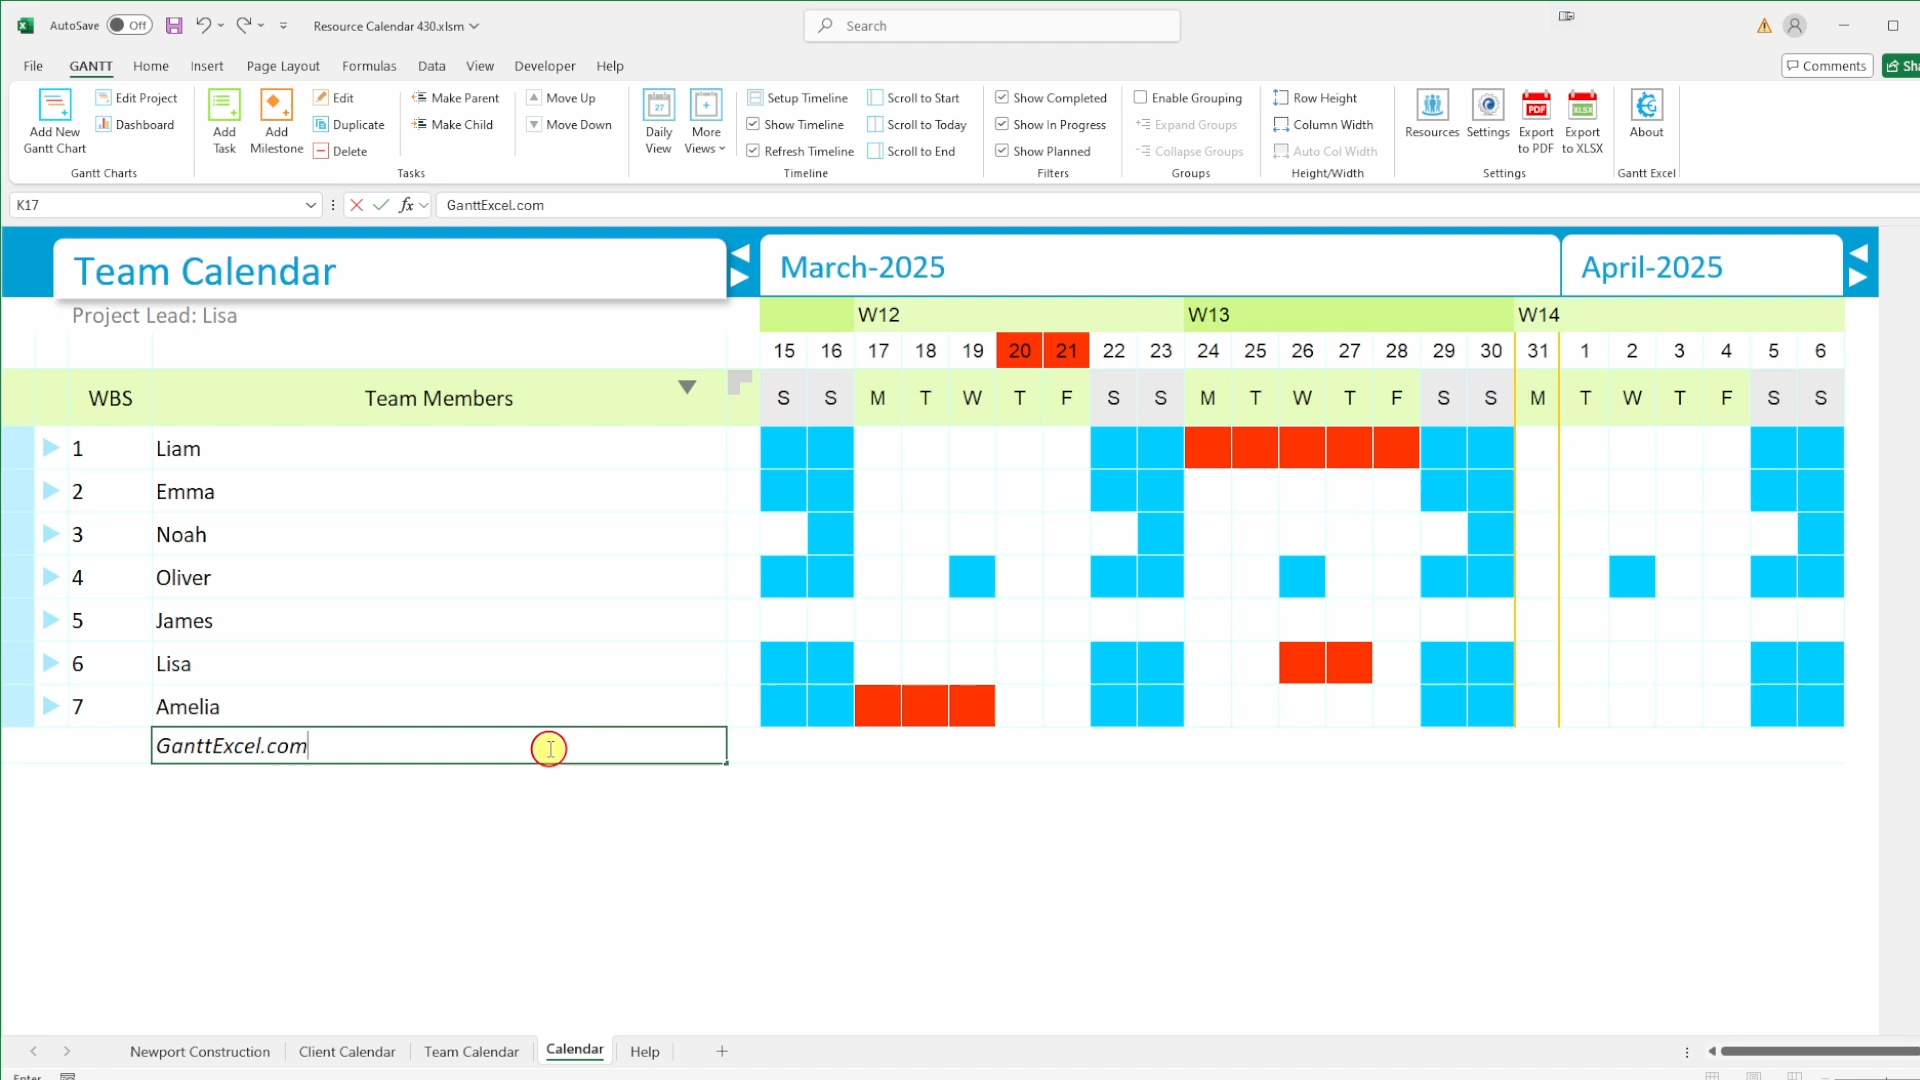 AutoSave Off Resource Calendar 430.xlsm Search
File GANTT Home Insert Page Layout Formulas Data View Developer Help Comments Sha
Add New Gantt Chart Edit Project Dashboard Gantt Charts
Add Task Add Milestone Edit Duplicate Delete Make Parent Make Child Move Up Move Down Tasks
Daily View More Views Setup Timeline Show Timeline Refresh Timeline Scroll to Start Scroll to Today Scroll to End Timeline
Show Completed Show In Progress Show Planned Filters
Enable Grouping Expand Groups Collapse Groups Groups
Row Height Column Width Auto Col Width Height/Width
Resources Settings Export to PDF Export to XLSX Settings
About Gantt Excel
K17 fx GanttExcel.com
Team Calendar March-2025 April-2025
Project Lead: Lisa W12 W13 W14
15 16 17 18 19 20 21 22 23 24 25 26 27 28 29 30 31 1 2 3 4 5 6
WBS Team Members S S M T W T F S S M T W T F S S M T W T F S S
1 Liam
2 Emma
3 Noah
4 Oliver
5 James
6 Lisa
7 Amelia
GanttExcel.com
Newport Construction Client Calendar Team Calendar Calendar Help
Enter